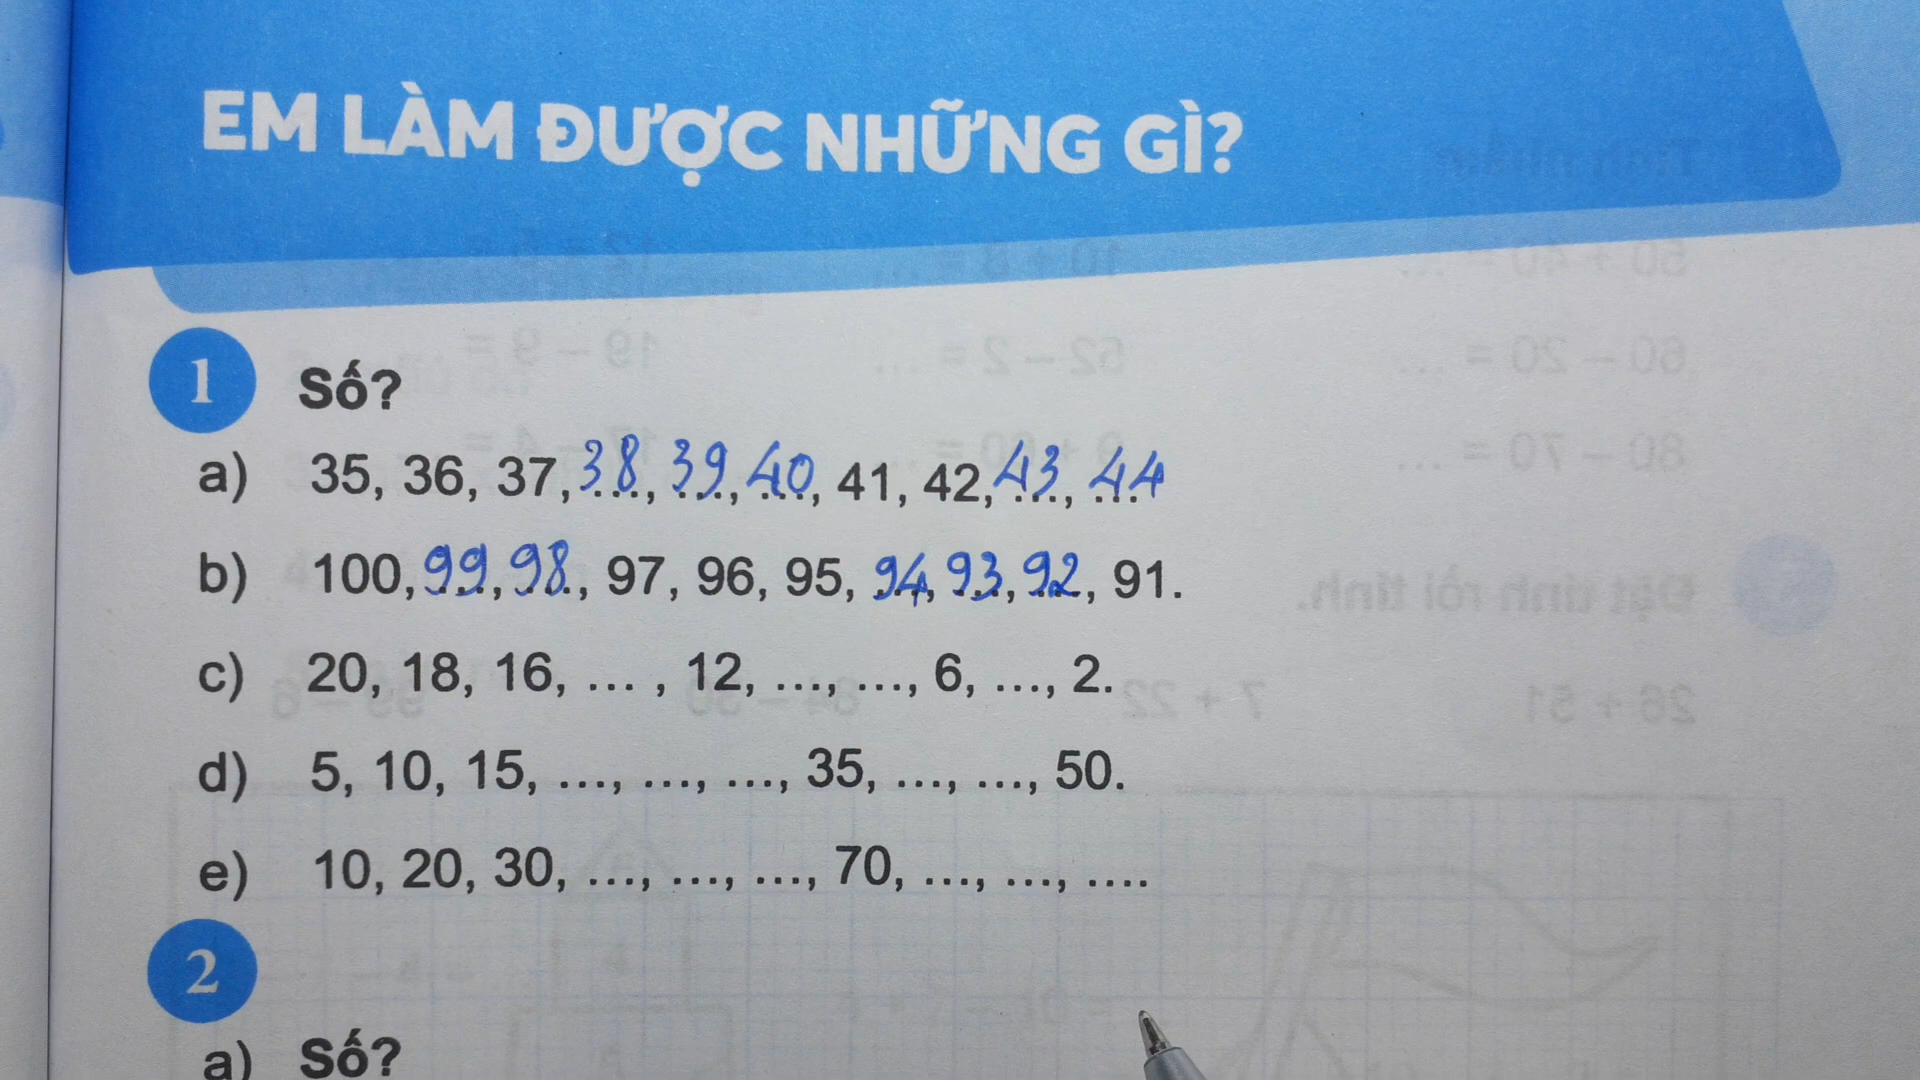 EM LÀM ĐƯỢC NHỮNG GÌ?
1 Số?
a) 35, 36, 37, 38, 39, 40, 41, 42, 43, 44
b) 100, 99, 98, 97, 96, 95, 94, 93, 92, 91.
c) 20, 18, 16, ... , 12, ..., ..., 6, ..., 2.
d) 5, 10, 15, ..., ..., ..., 35, ..., ..., 50.
e) 10, 20, 30, ..., ..., ..., 70, ..., ..., ....
2
a) Số?